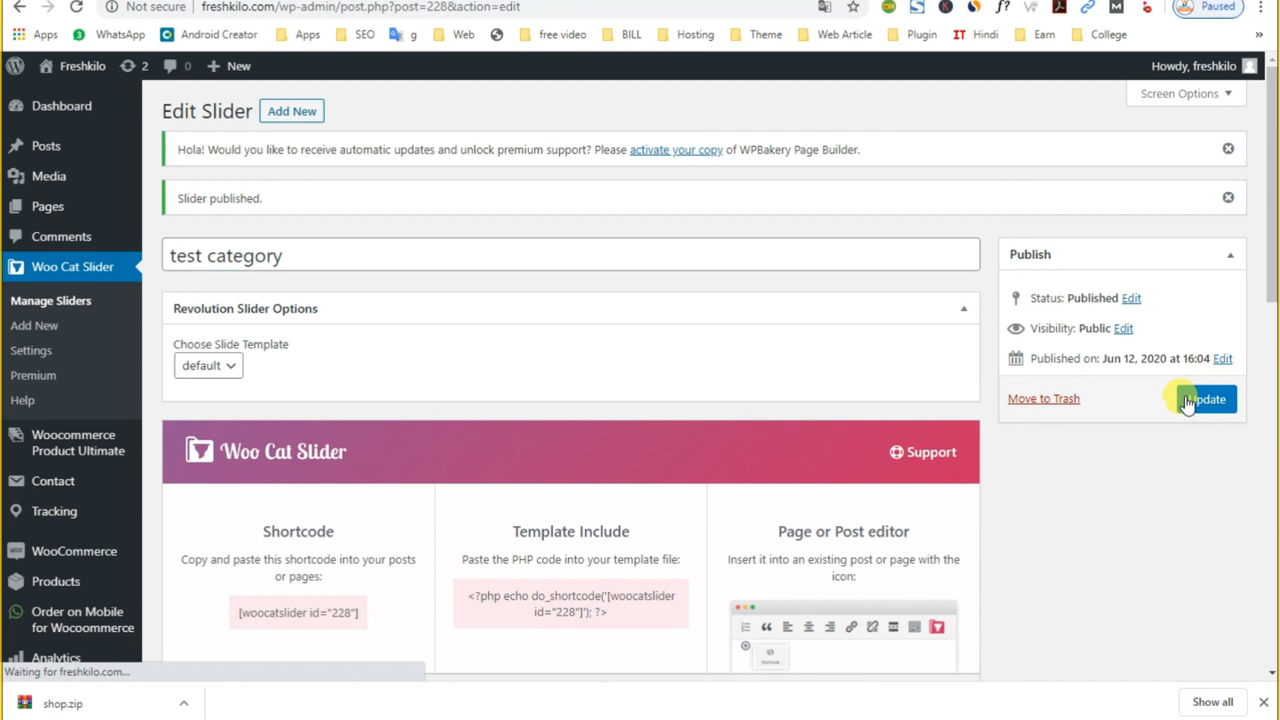 Not secure
freshkilo.com/wp-admin/post.php?post=228&action=edit
Paused
Apps
WhatsApp
Android Creator
Apps
SEO
g
Web
free video
BILL
Hosting
Theme
Web Article
Plugin
IT Hindi
Earn
College
»
Freshkilo
2
0
+ New
Howdy, freshkilo
Dashboard
Posts
Media
Pages
Comments
Woo Cat Slider
Manage Sliders
Add New
Settings
Premium
Help
Woocommerce
Product Ultimate
Contact
Tracking
WooCommerce
Products
Order on Mobile
for Wocoommerce
Analytics
Screen Options
Edit Slider
Add New
Hola! Would you like to receive automatic updates and unlock premium support? Please activate your copy of WPBakery Page Builder.
Slider published.
test category
Revolution Slider Options
Choose Slide Template
default
Publish
Status: Published Edit
Visibility: Public Edit
Published on: Jun 12, 2020 at 16:04 Edit
Move to Trash
Update
Woo Cat Slider
Support
Shortcode
Copy and paste this shortcode into your posts
or pages:
[woocatslider id="228"]
Template Include
Paste the PHP code into your template file:
<?php echo do_shortcode('[woocatslider
id="228"]'); ?>
Page or Post editor
Insert it into an existing post or page with the
icon:
Shortcode
Waiting for freshkilo.com...
shop.zip
Show all